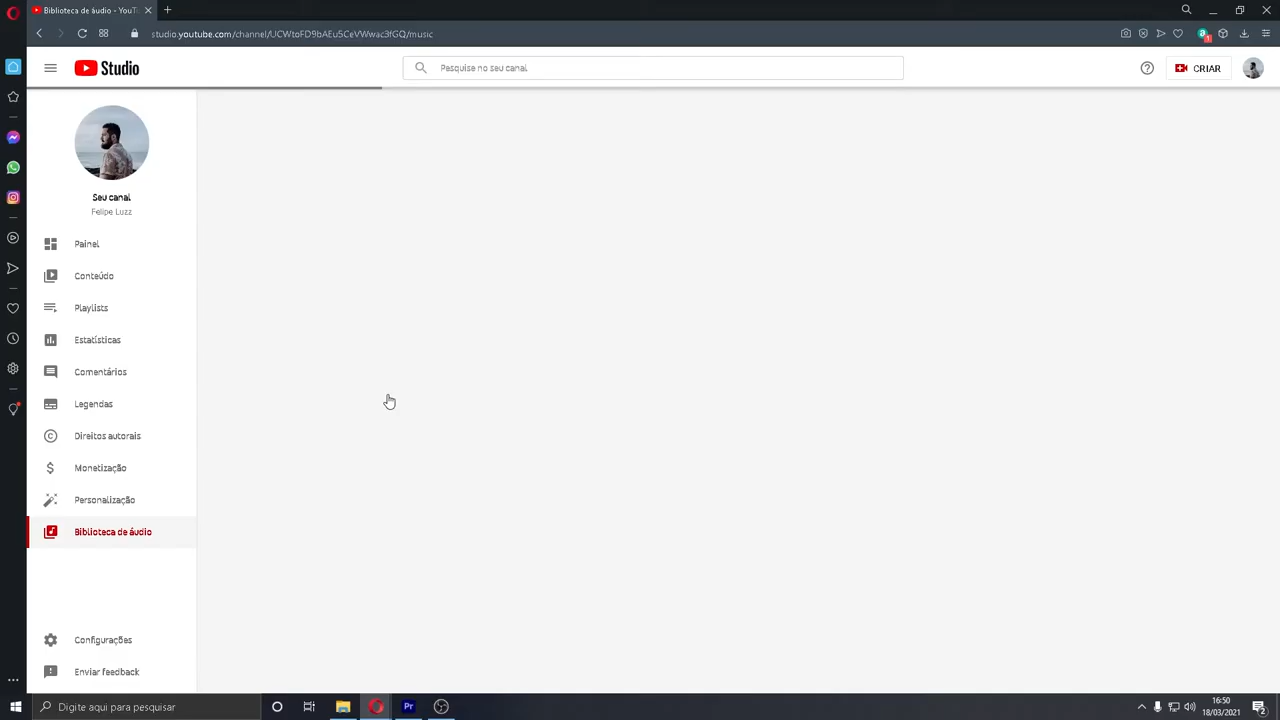 Biblioteca de áudio - YouT
studio.youtube.com/channel/UCWtoFD9bAEu5CeVWwac3fGQ/music
Studio
Pesquise no seu canal
CRIAR
Seu canal
Felipe Luzz
Painel
Conteúdo
Playlists
Estatísticas
Comentários
Legendas
Direitos autorais
Monetização
Personalização
Biblioteca de áudio
Configurações
Enviar feedback
Digite aqui para pesquisar
Pr
16:50
18/03/2021
2